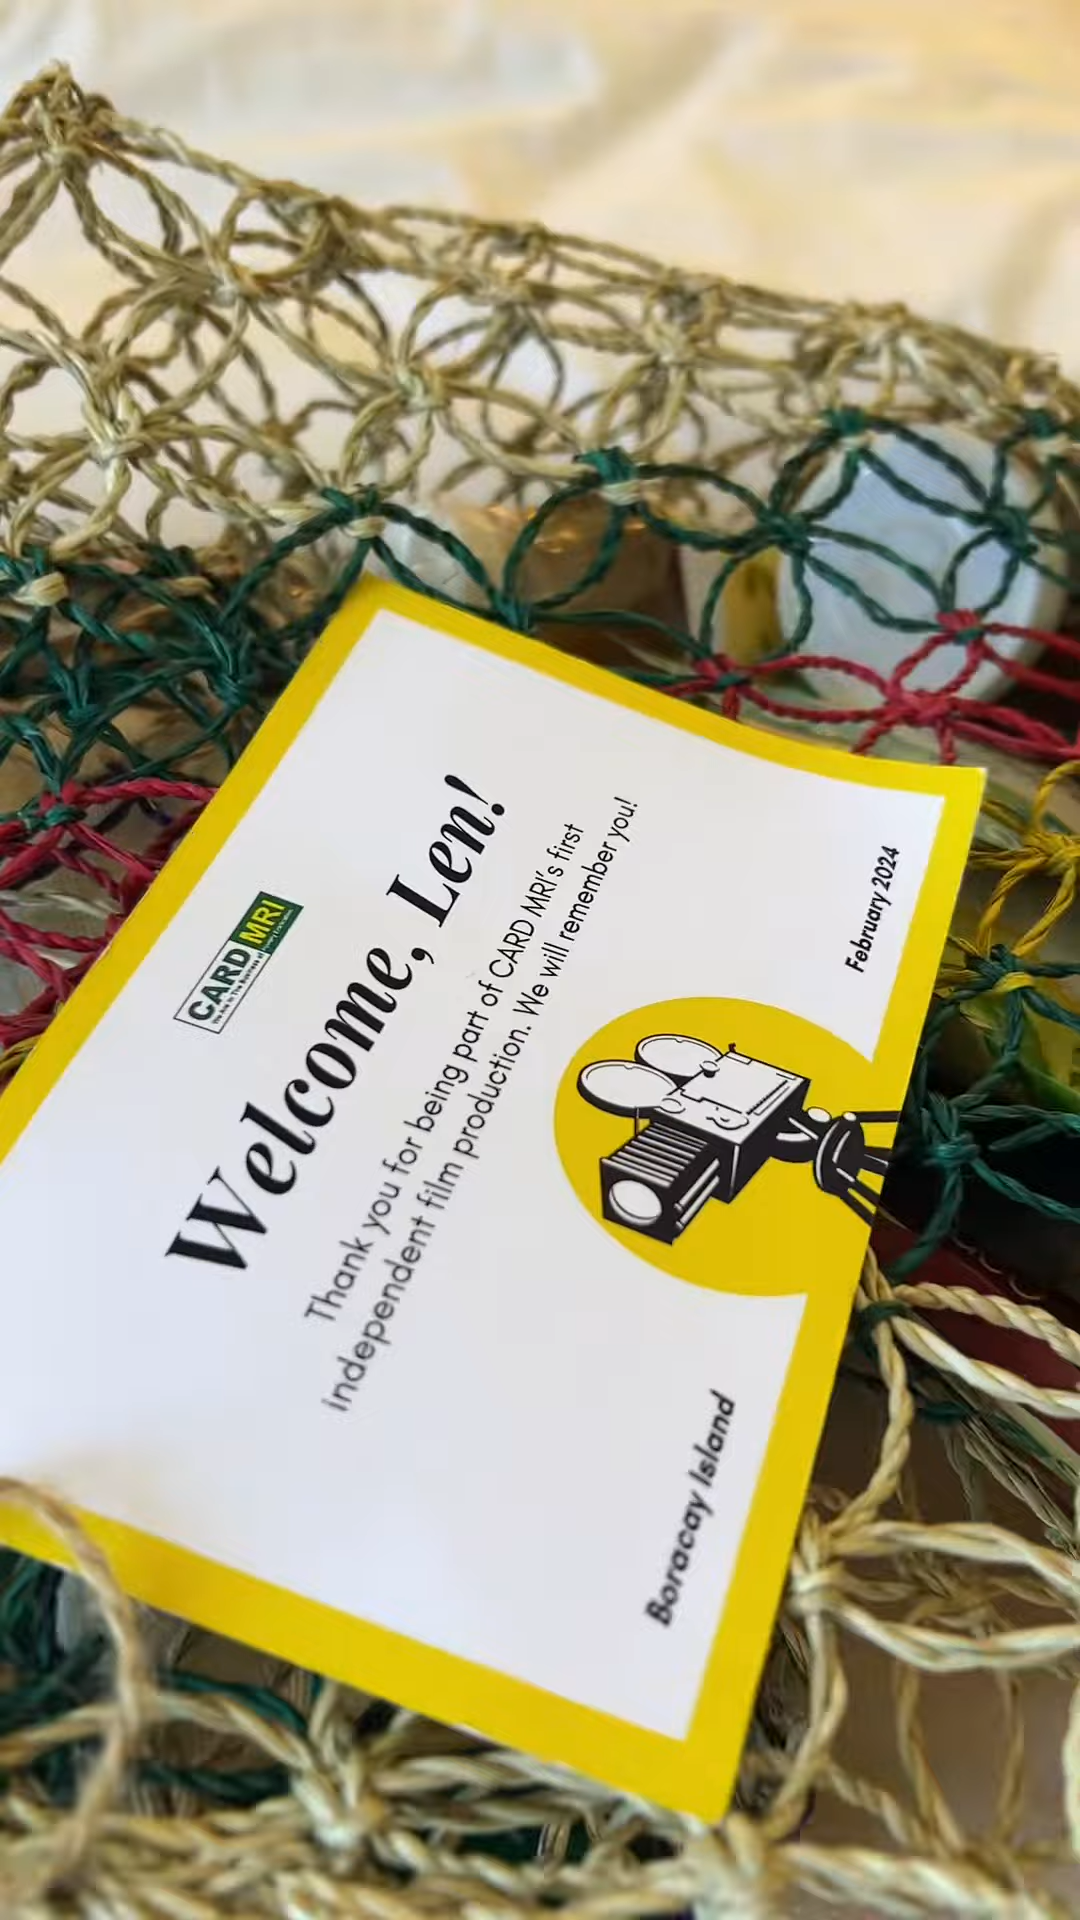 CARD MRI
Welcome, Len!
Thank you for being part of CARD MRI's first
independent film production. We will remember you!
Boracay Island
February 2024